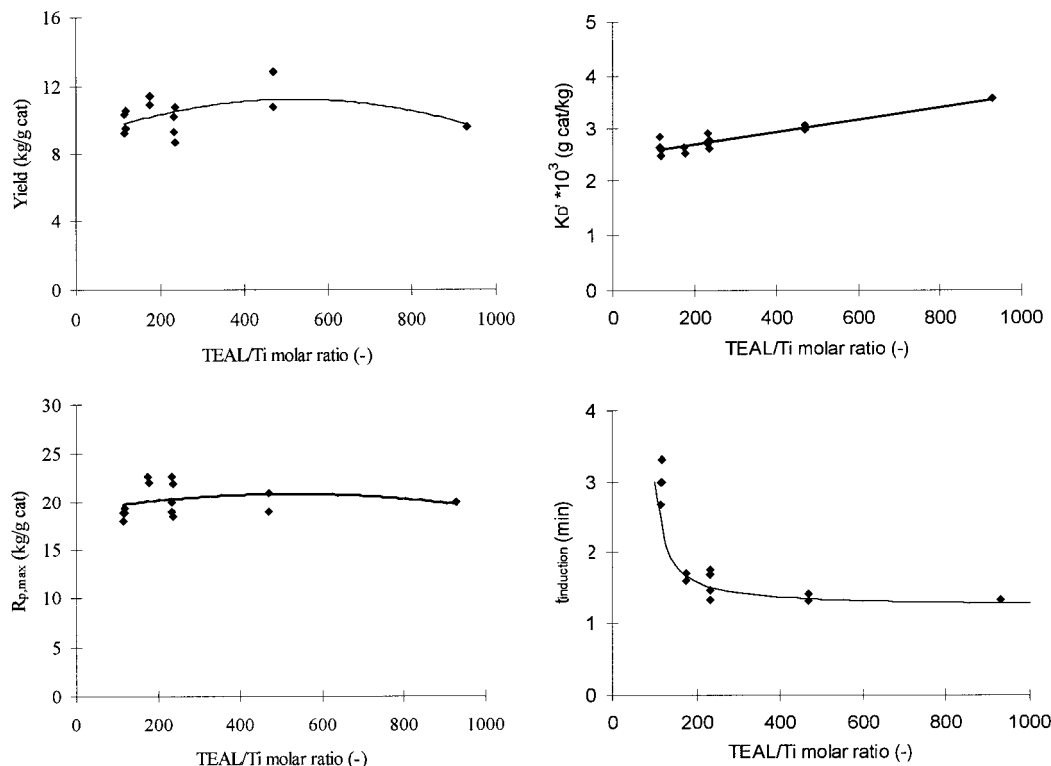 16
12
8
4
0
Yield (kg/g cat)
0 200 400 600 800 1000
TEAL/Ti molar ratio (-)
5
4
3
2
1
0
KD' *10³ (g cat/kg)
0 200 400 600 800 1000
TEAL/Ti molar ratio (-)
30
25
20
15
10
5
0
Rp,max (kg/g cat)
0 200 400 600 800 1000
TEAL/Ti molar ratio (-)
4
3
2
1
0
tinduction (min)
0 200 400 600 800 1000
TEAL/Ti molar ratio (-)